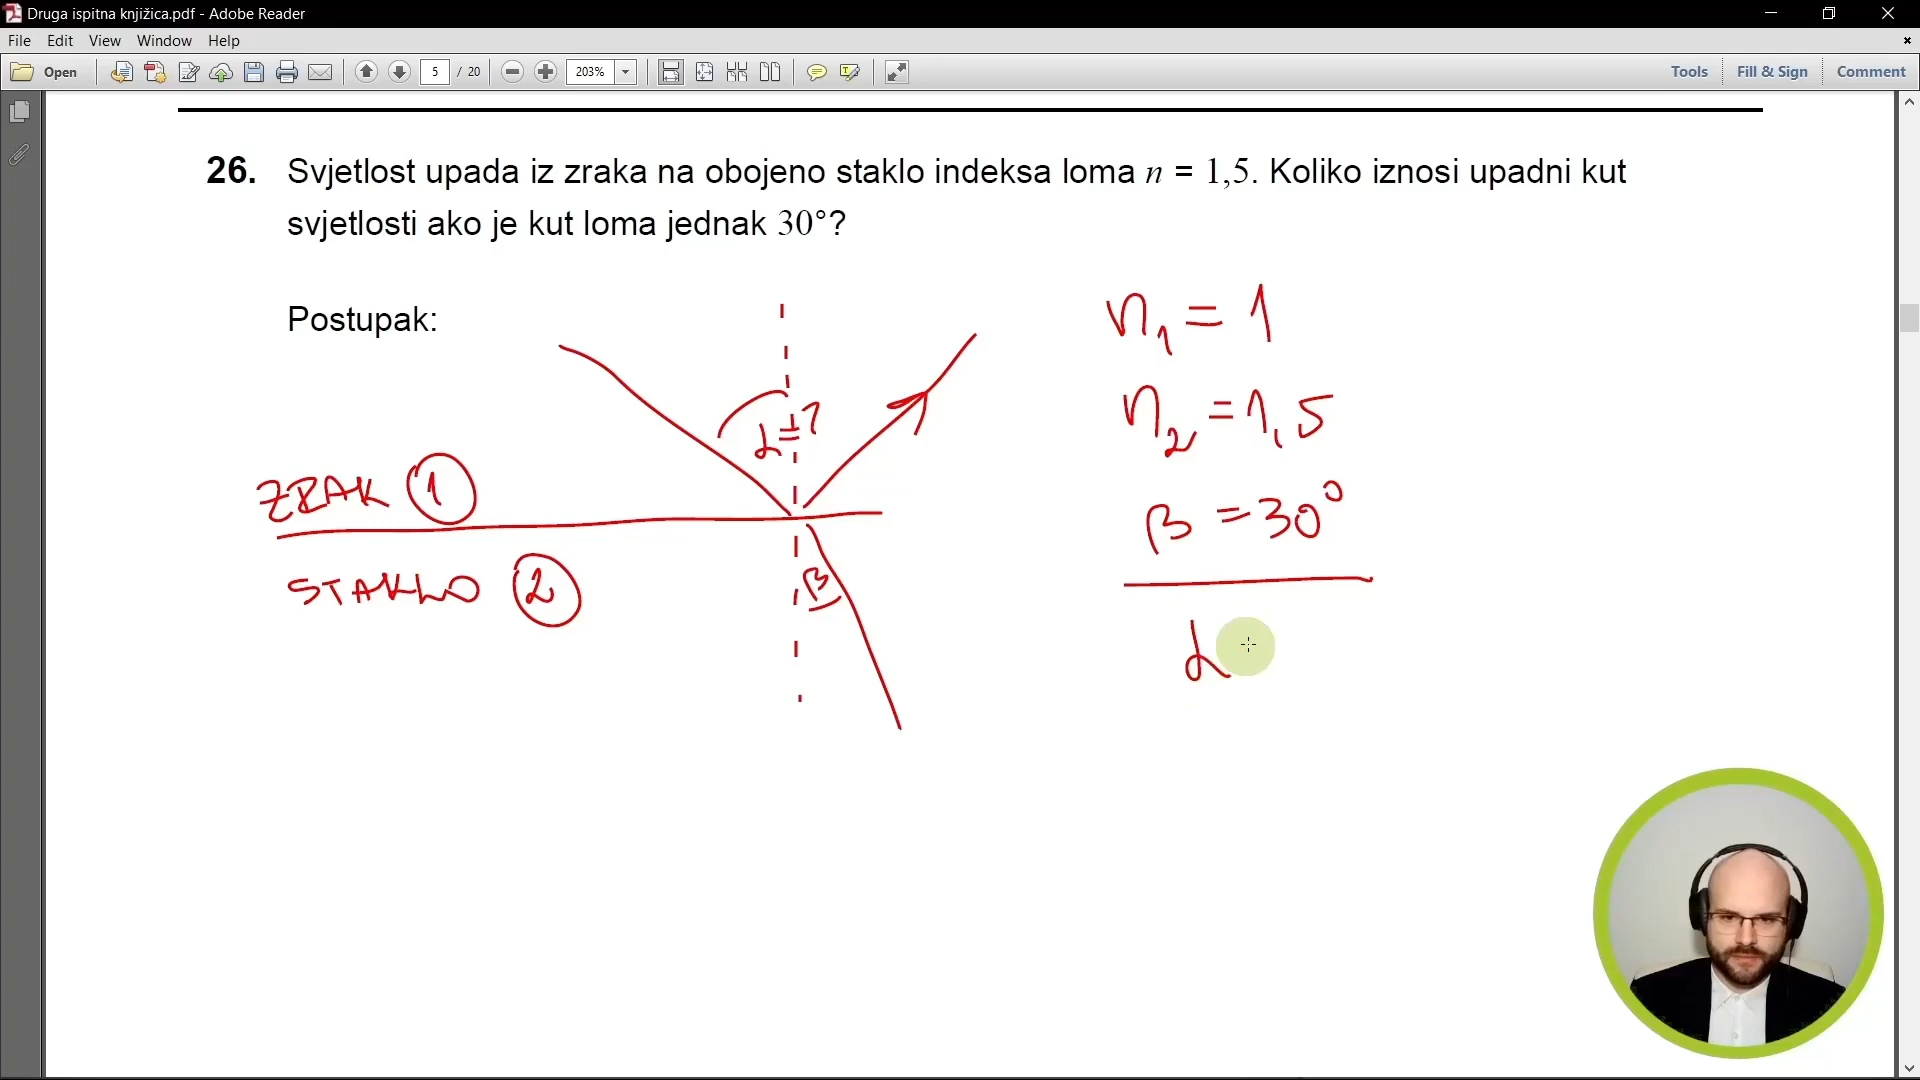 Druga ispitna knjižica.pdf - Adobe Reader
File Edit View Window Help
Open 5 / 20 203% Tools Fill & Sign Comment
26. Svjetlost upada iz zraka na obojeno staklo indeksa loma n = 1,5. Koliko iznosi upadni kut
svjetlosti ako je kut loma jednak 30°?
Postupak:
α=?
ZRAK 1
STAKLO 2
β
n₁ = 1
n₂ = 1,5
β = 30°
α